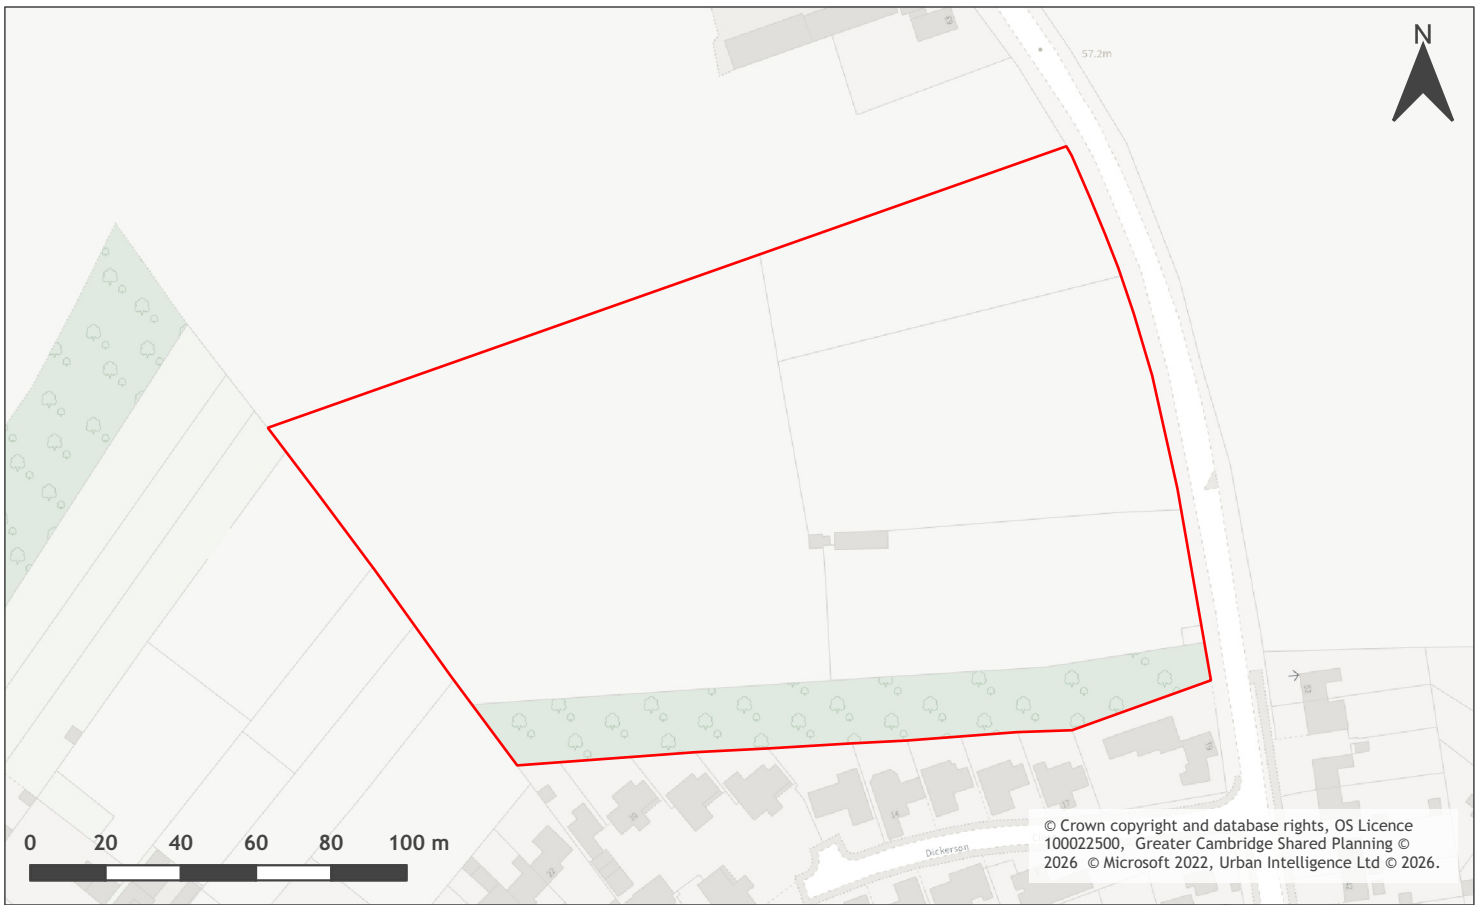 N
57.2m
0 20 40 60 80 100 m
Dickerson
© Crown copyright and database rights, OS Licence
100022500, Greater Cambridge Shared Planning ©
2026 © Microsoft 2022, Urban Intelligence Ltd © 2026.